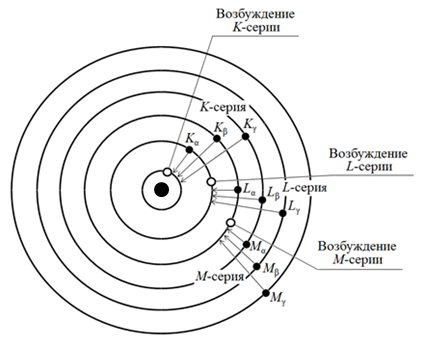 Возбуждение
K-серии
K-серия
Kα
Kβ
Kγ
Возбуждение
L-серии
Lα
Lβ
L-серия
Lγ
Возбуждение
M-серии
Mα
M-серия
Mβ
Mγ